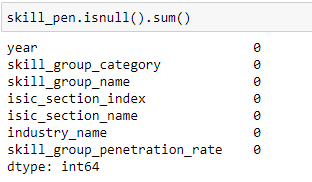 skill_pen.isnull().sum()
year 0
skill_group_category 0
skill_group_name 0
isic_section_index 0
isic_section_name 0
industry_name 0
skill_group_penetration_rate 0
dtype: int64